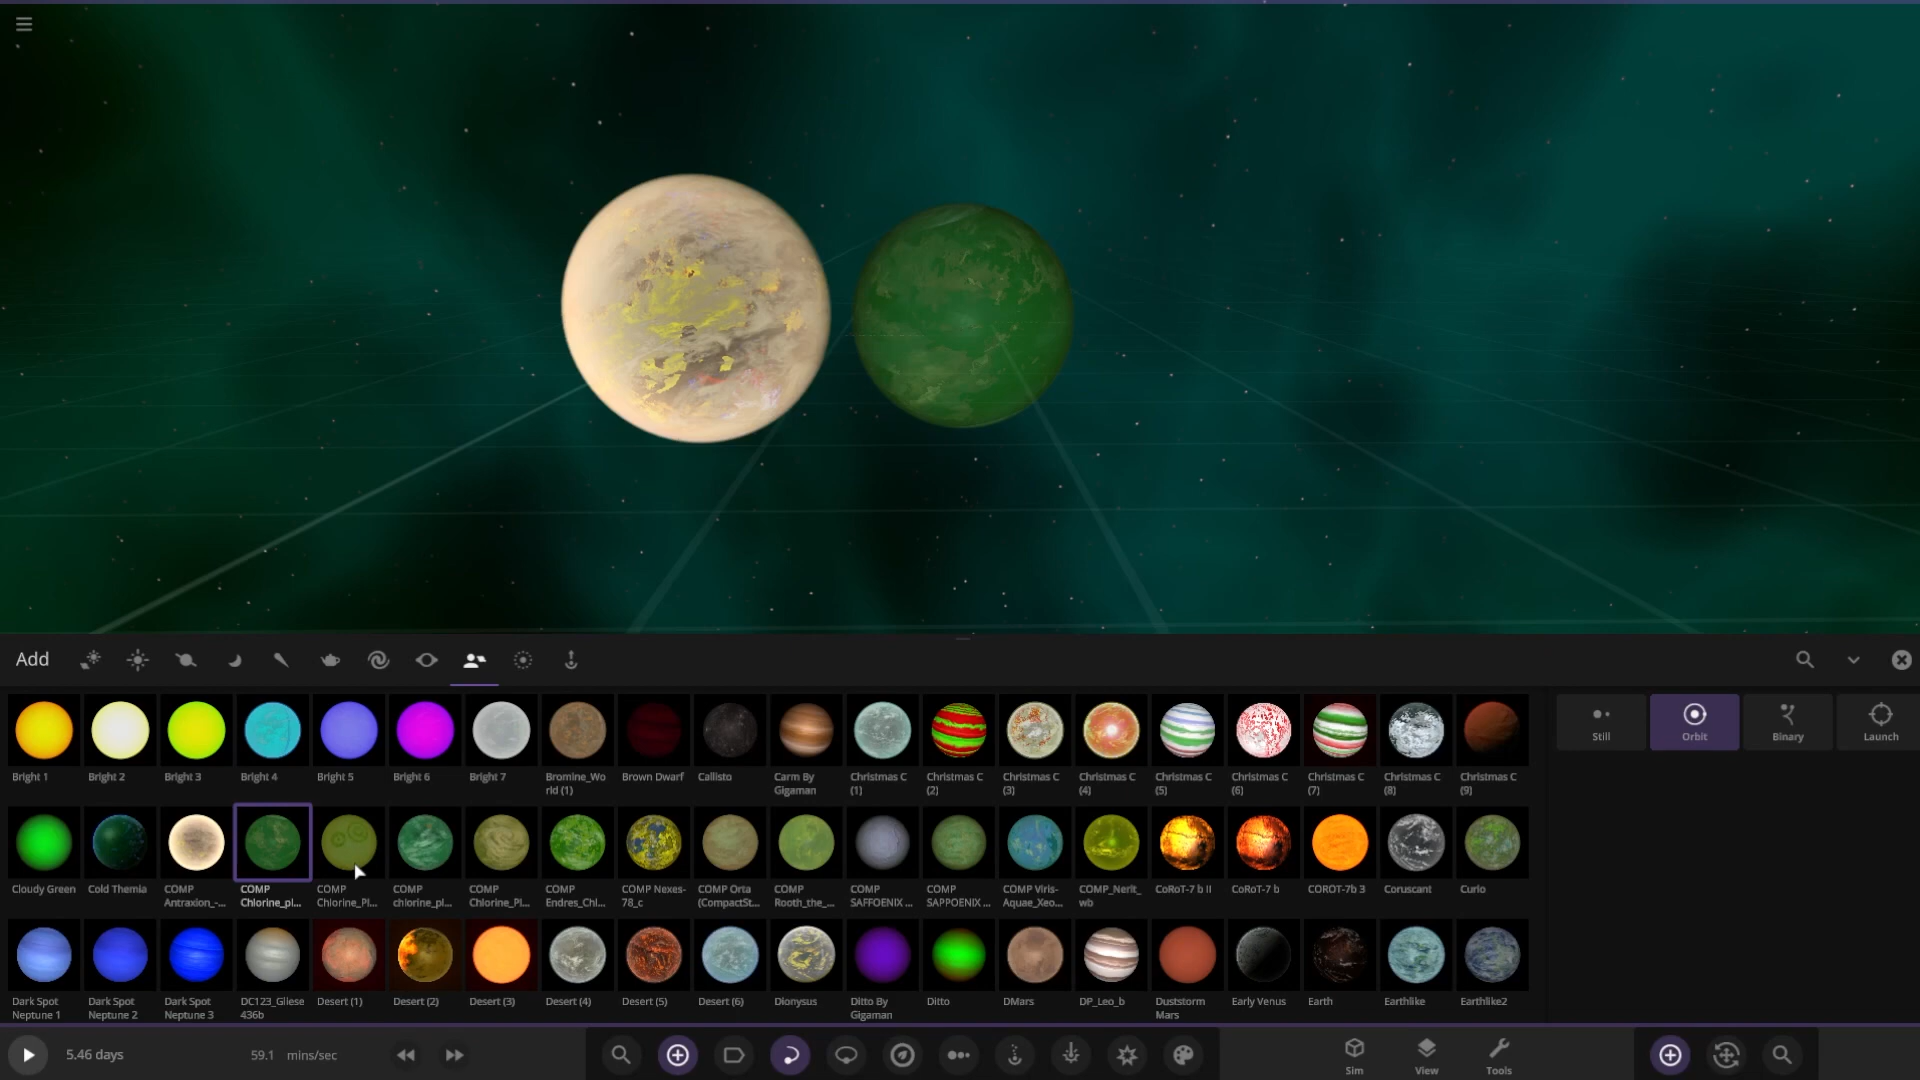 Add
Still
Orbit
Binary
Launch
Bright 1
Bright 2
Bright 3
Bright 4
Bright 5
Bright 6
Bright 7
Bromine_Wo
rld (1)
Brown Dwarf
Callisto
Carm By
Gigaman
Christmas C
(1)
Christmas C
(2)
Christmas C
(3)
Christmas C
(4)
Christmas C
(5)
Christmas C
(6)
Christmas C
(7)
Christmas C
(8)
Christmas C
(9)
Cloudy Green
Cold Themia
COMP
Antraxion_-...
COMP
Chlorine_pl...
COMP
Chlorine_Pl...
COMP
chlorine_pl...
COMP
Chlorine_Pl...
COMP
Endres_Chl...
COMP Nexes-
78_c
COMP Orta
(CompactSt...
COMP
Rooth_the_...
COMP
SAFFOENIX ...
COMP
SAPPOENIX ...
COMP Viris-
Aquae_Xeo...
COMP_Nerit_
wb
CoRoT-7 b II
CoRoT-7 b
COROT-7b 3
Coruscant
Curio
Dark Spot
Neptune 1
Dark Spot
Neptune 2
Dark Spot
Neptune 3
DC123_Gliese
436b
Desert (1)
Desert (2)
Desert (3)
Desert (4)
Desert (5)
Desert (6)
Dionysus
Ditto By
Gigaman
Ditto
DMars
DP_Leo_b
Duststorm
Mars
Early Venus
Earth
Earthlike
Earthlike2
5.46 days
59.1 mins/sec
Sim
View
Tools